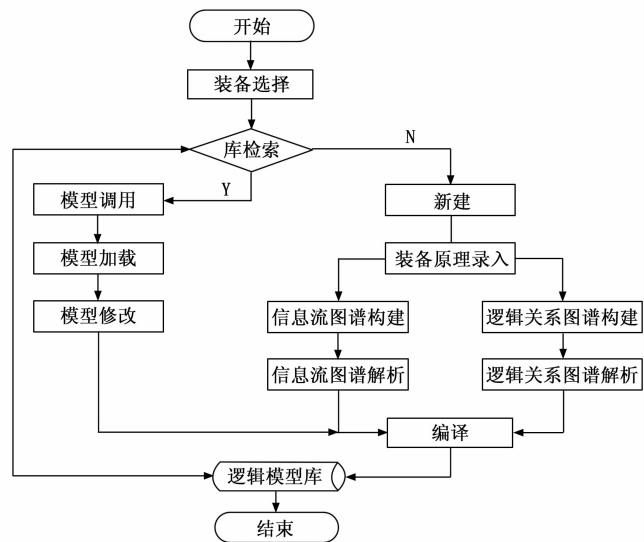 开始
装备选择
库检索
N
Y
模型调用
新建
模型加载
装备原理录入
模型修改
信息流图谱构建
逻辑关系图谱构建
信息流图谱解析
逻辑关系图谱解析
编译
逻辑模型库
结束